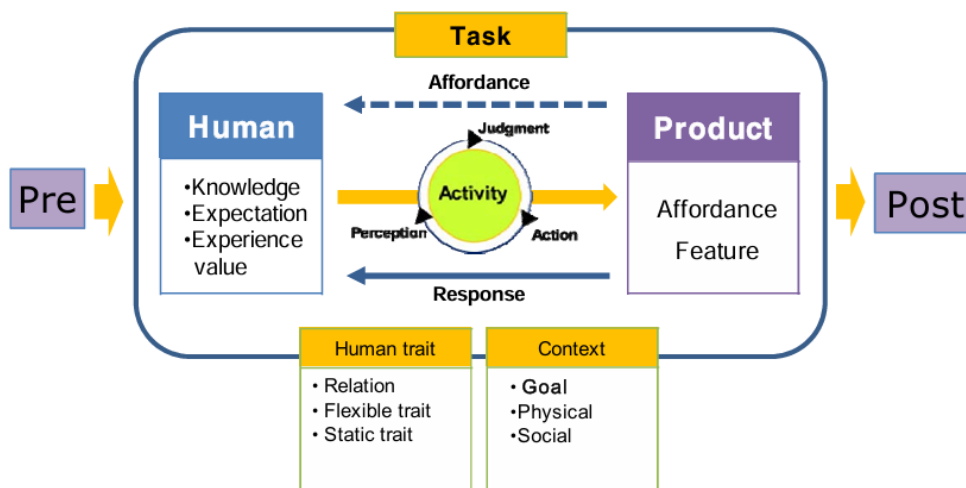 Task
Affordance
Human
Judgment
Product
Pre
•Knowledge
•Expectation
•Experience
value
Activity
Perception
Action
Affordance
Feature
Post
Response
Human trait
• Relation
• Flexible trait
• Static trait
Context
• Goal
•Physical
•Social